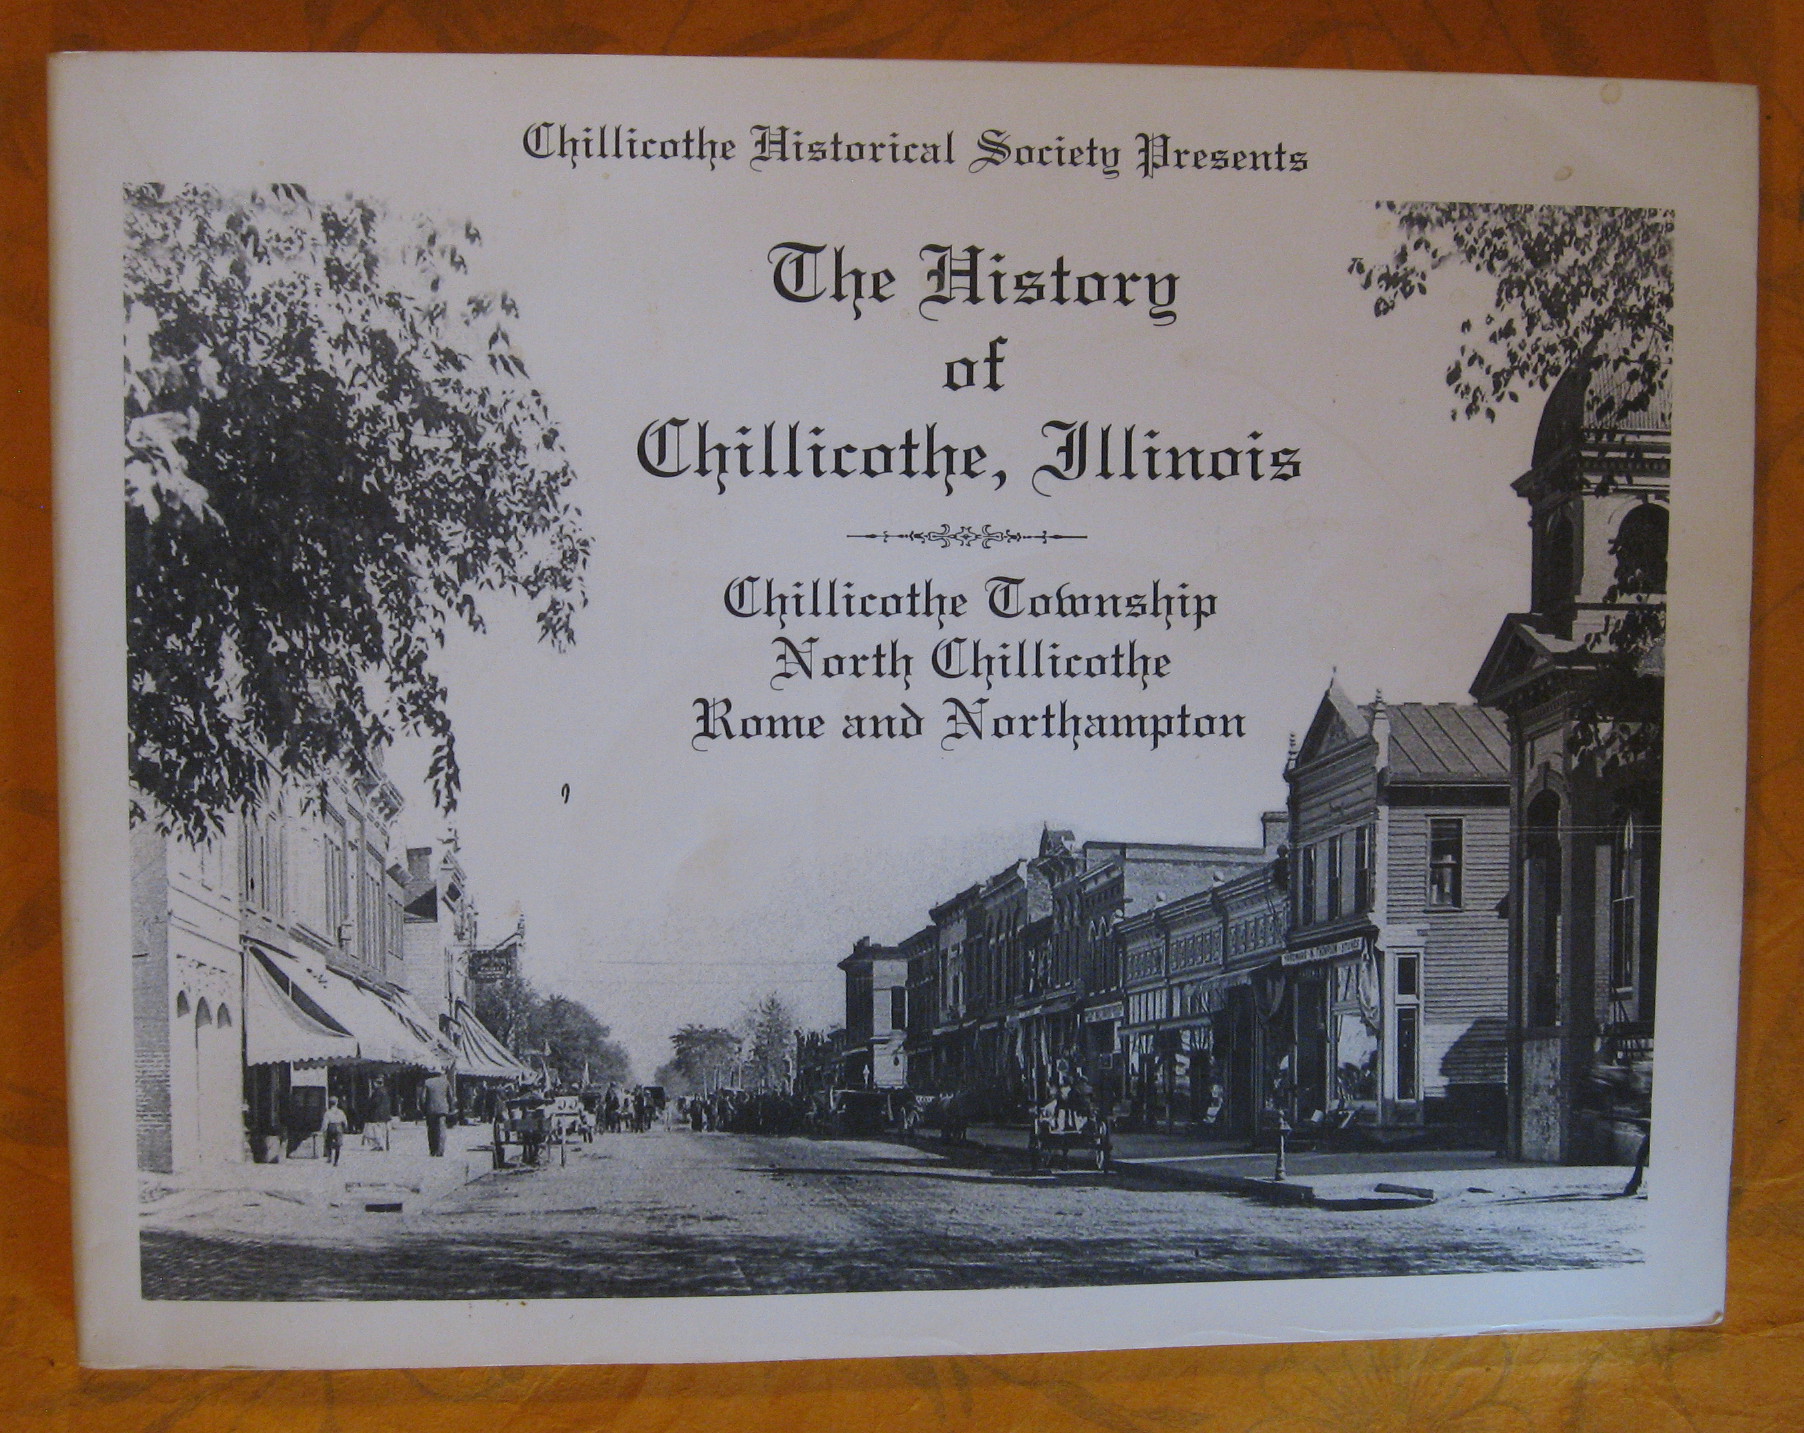 Chillicothe Historical Society Presents
The History
of
Chillicothe, Illinois
Chillicothe Township
North Chillicothe
Rome and Northampton